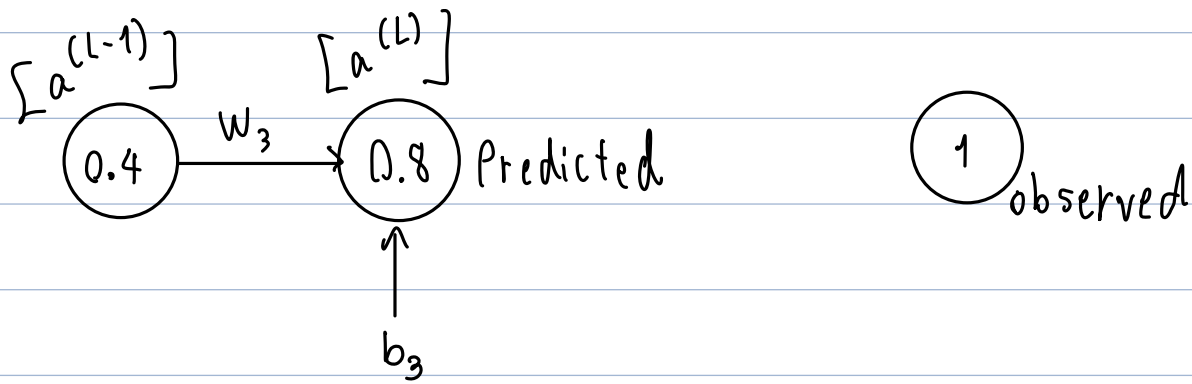 [a^(L-1)]
[a^(L)]
0.4
W₃
0.8
Predicted
1
observed
b₃